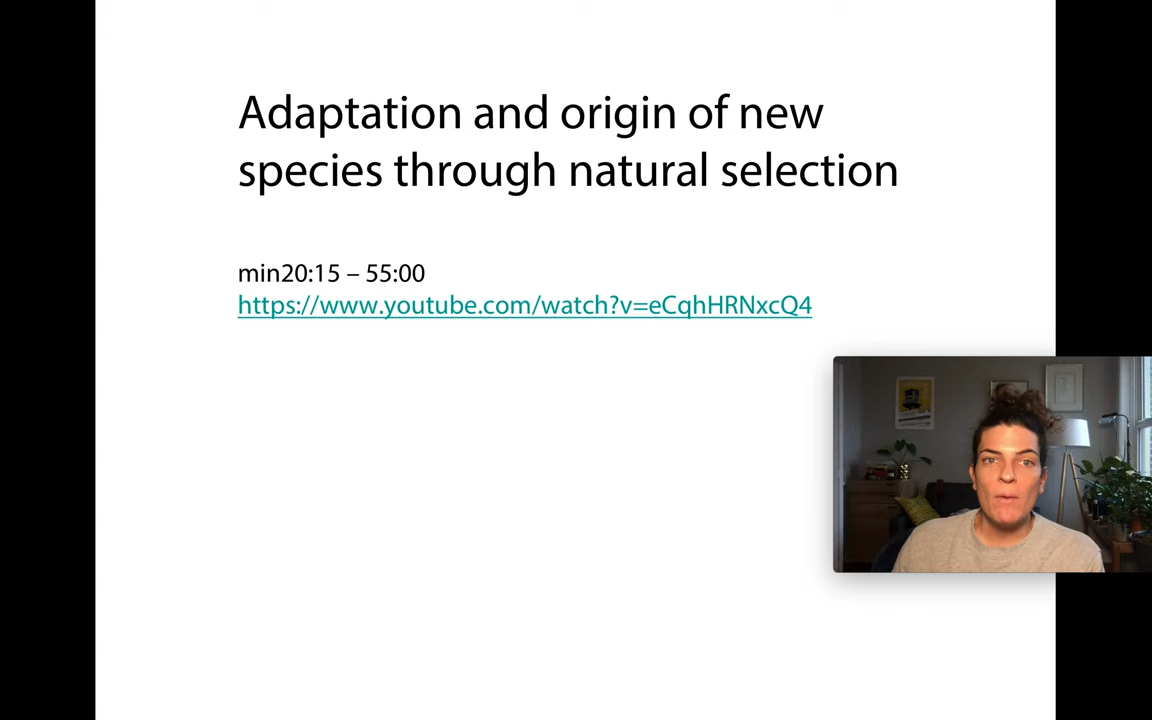 Adaptation and origin of new
species through natural selection
min20:15 – 55:00
https://www.youtube.com/watch?v=eCqhHRNxcQ4